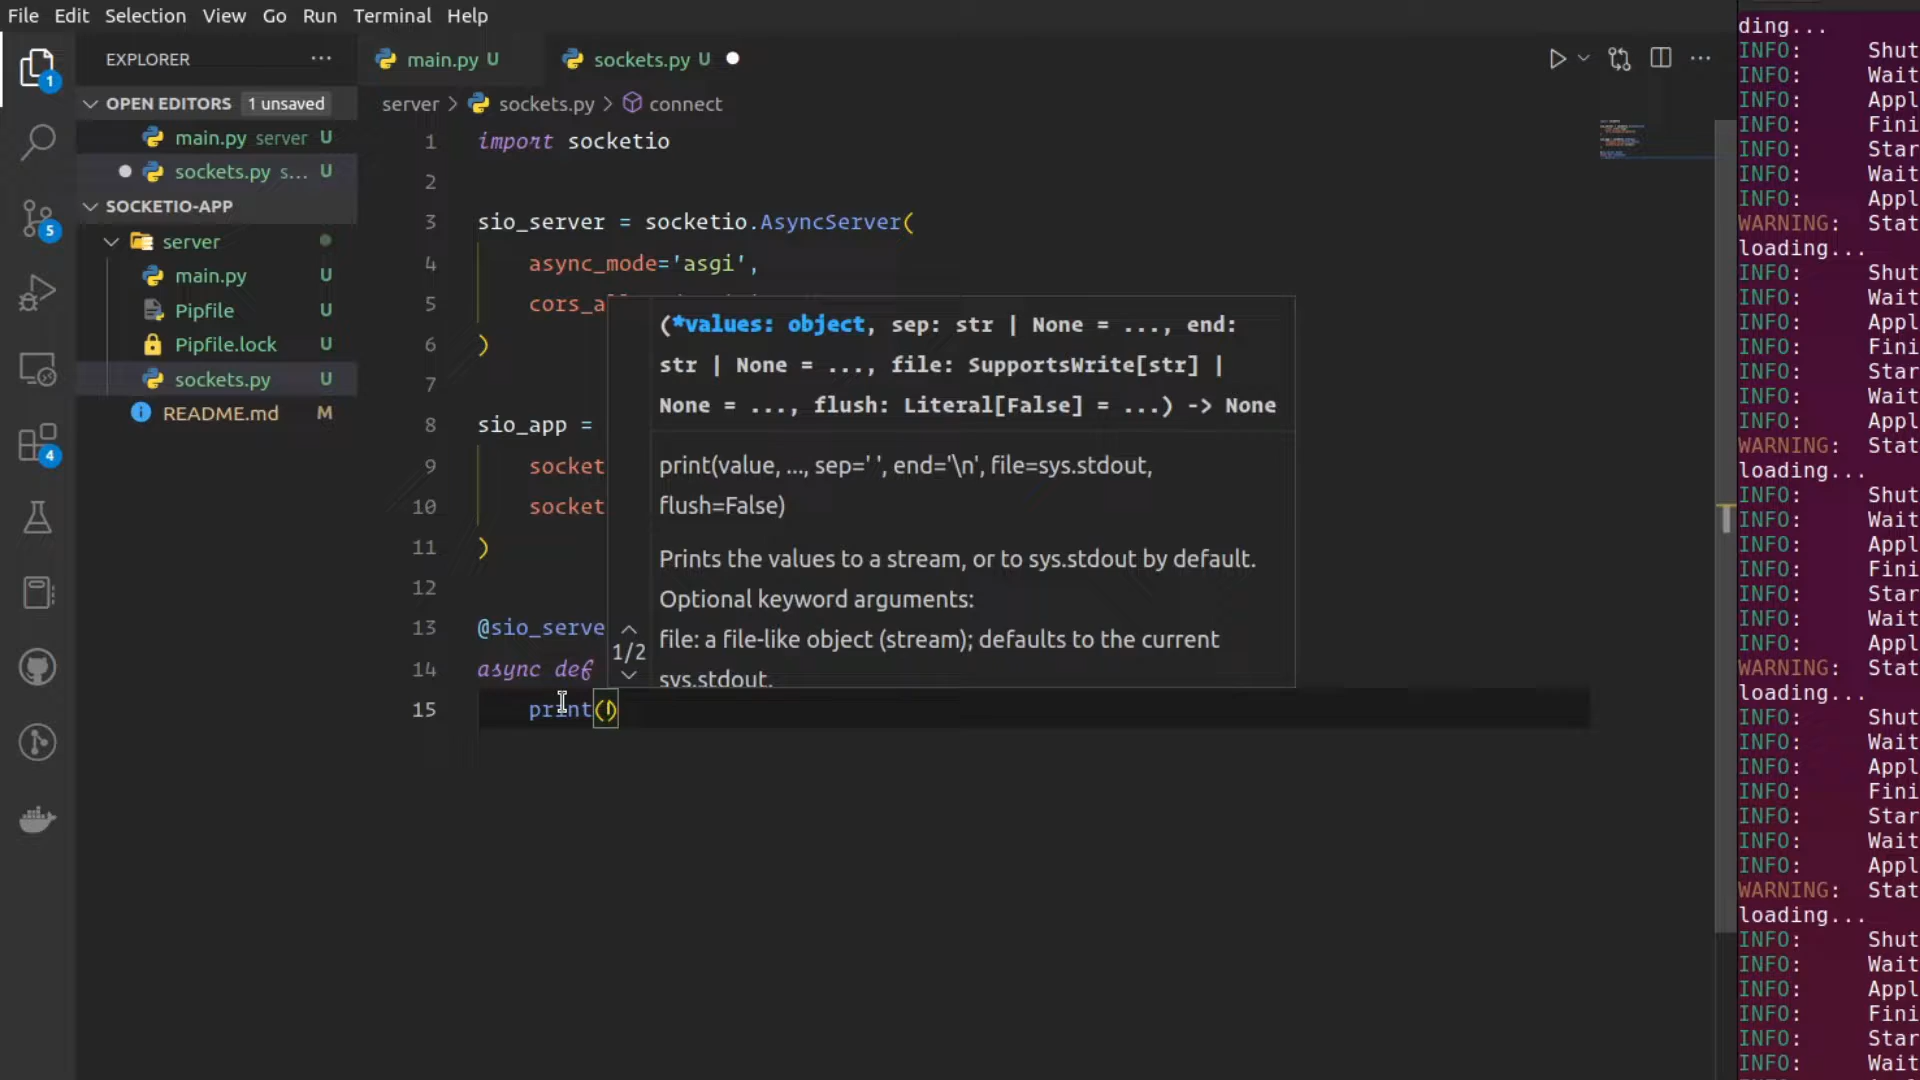 File Edit Selection View Go Run Terminal Help
EXPLORER ...
OPEN EDITORS 1 unsaved
main.py server U
sockets.py s... U
SOCKETIO-APP
server
main.py U
Pipfile U
Pipfile.lock U
sockets.py U
README.md M
1
5
4
main.py U
sockets.py U
server > sockets.py > connect
1 import socketio
2
3 sio_server = socketio.AsyncServer(
4 async_mode='asgi',
5 cors_a
6 )
7
8 sio_app =
9 socket
10 socket
11 )
12
13 @sio_serve
14 async def
15 print()
(*values: object, sep: str | None = ..., end:
str | None = ..., file: SupportsWrite[str] |
None = ..., flush: Literal[False] = ...) -> None
print(value, ..., sep=' ', end='\n', file=sys.stdout,
flush=False)
Prints the values to a stream, or to sys.stdout by default.
Optional keyword arguments:
file: a file-like object (stream); defaults to the current
sys.stdout.
1/2
ding...
INFO: Shut
INFO: Wait
INFO: Appl
INFO: Fini
INFO: Star
INFO: Wait
INFO: Appl
WARNING: Stat
loading...
INFO: Shut
INFO: Wait
INFO: Appl
INFO: Fini
INFO: Star
INFO: Wait
INFO: Appl
WARNING: Stat
loading...
INFO: Shut
INFO: Wait
INFO: Appl
INFO: Fini
INFO: Star
INFO: Wait
INFO: Appl
WARNING: Stat
loading...
INFO: Shut
INFO: Wait
INFO: Appl
INFO: Fini
INFO: Star
INFO: Wait
INFO: Appl
WARNING: Stat
loading...
INFO: Shut
INFO: Wait
INFO: Appl
INFO: Fini
INFO: Star
INFO: Wait